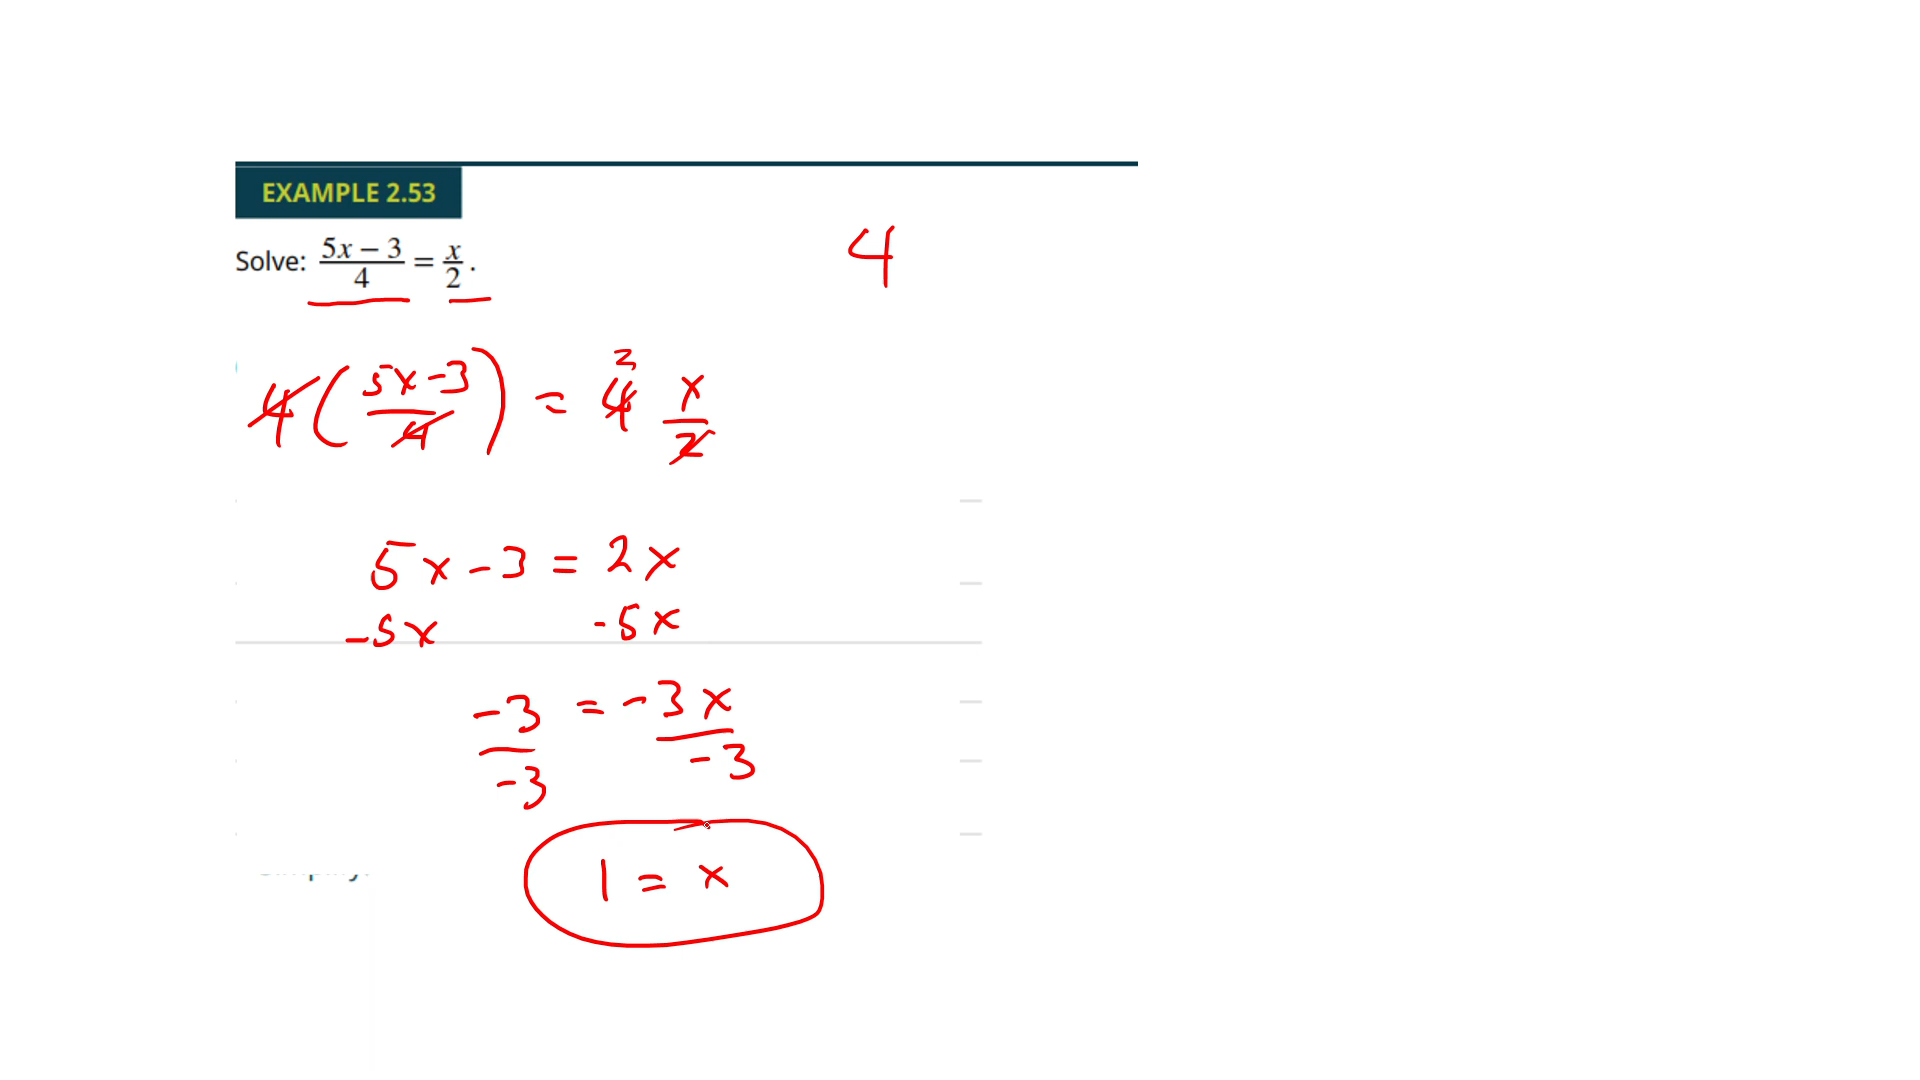 EXAMPLE 2.53
Solve: (5x − 3)/4 = x/2 .
4
4 ( (5x − 3)/4 ) = 4 2 x/2
5x − 3 = 2x
−5x −5x
−3/−3 = −3x/−3
1 = x